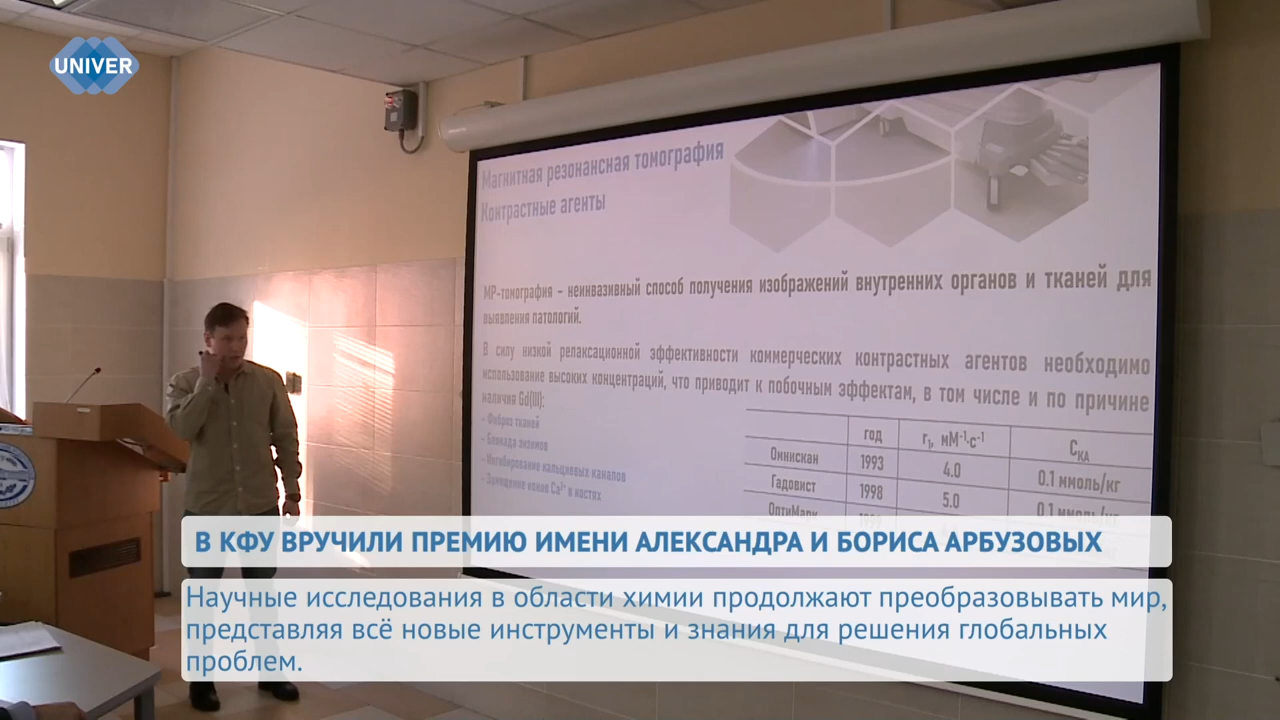 UNIVER
Магнитная резонансная томография
Контрастные агенты
МР-томография – неинвазивный способ получения изображений внутренних органов и тканей для
выявления патологий.
В силу низкой релаксационной эффективности коммерческих контрастных агентов необходимо
использование высоких концентраций, что приводит к побочным эффектам, в том числе и по причине
наличия Gd(III):
- Фиброз тканей
- Блокада энзимов
- Ингибирование кальциевых каналов
- Замещение ионов Ca²⁺ в костях
год r₁, мМ⁻¹·с⁻¹ C_КА
Омнискан 1993 4.0 0.1 ммоль/кг
Гадовист 1998 5.0 0.1 ммоль/кг
ОптиМарк
В КФУ ВРУЧИЛИ ПРЕМИЮ ИМЕНИ АЛЕКСАНДРА И БОРИСА АРБУЗОВЫХ
Научные исследования в области химии продолжают преобразовывать мир,
представляя всё новые инструменты и знания для решения глобальных
проблем.